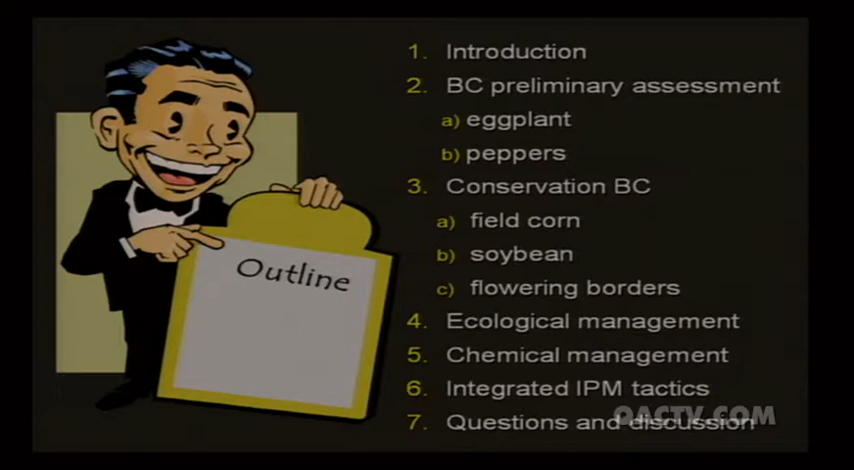 Outline
1. Introduction
2. BC preliminary assessment
a) eggplant
b) peppers
3. Conservation BC
a) field corn
b) soybean
c) flowering borders
4. Ecological management
5. Chemical management
6. Integrated IPM tactics
7. Questions and discussion
OACTV.COM